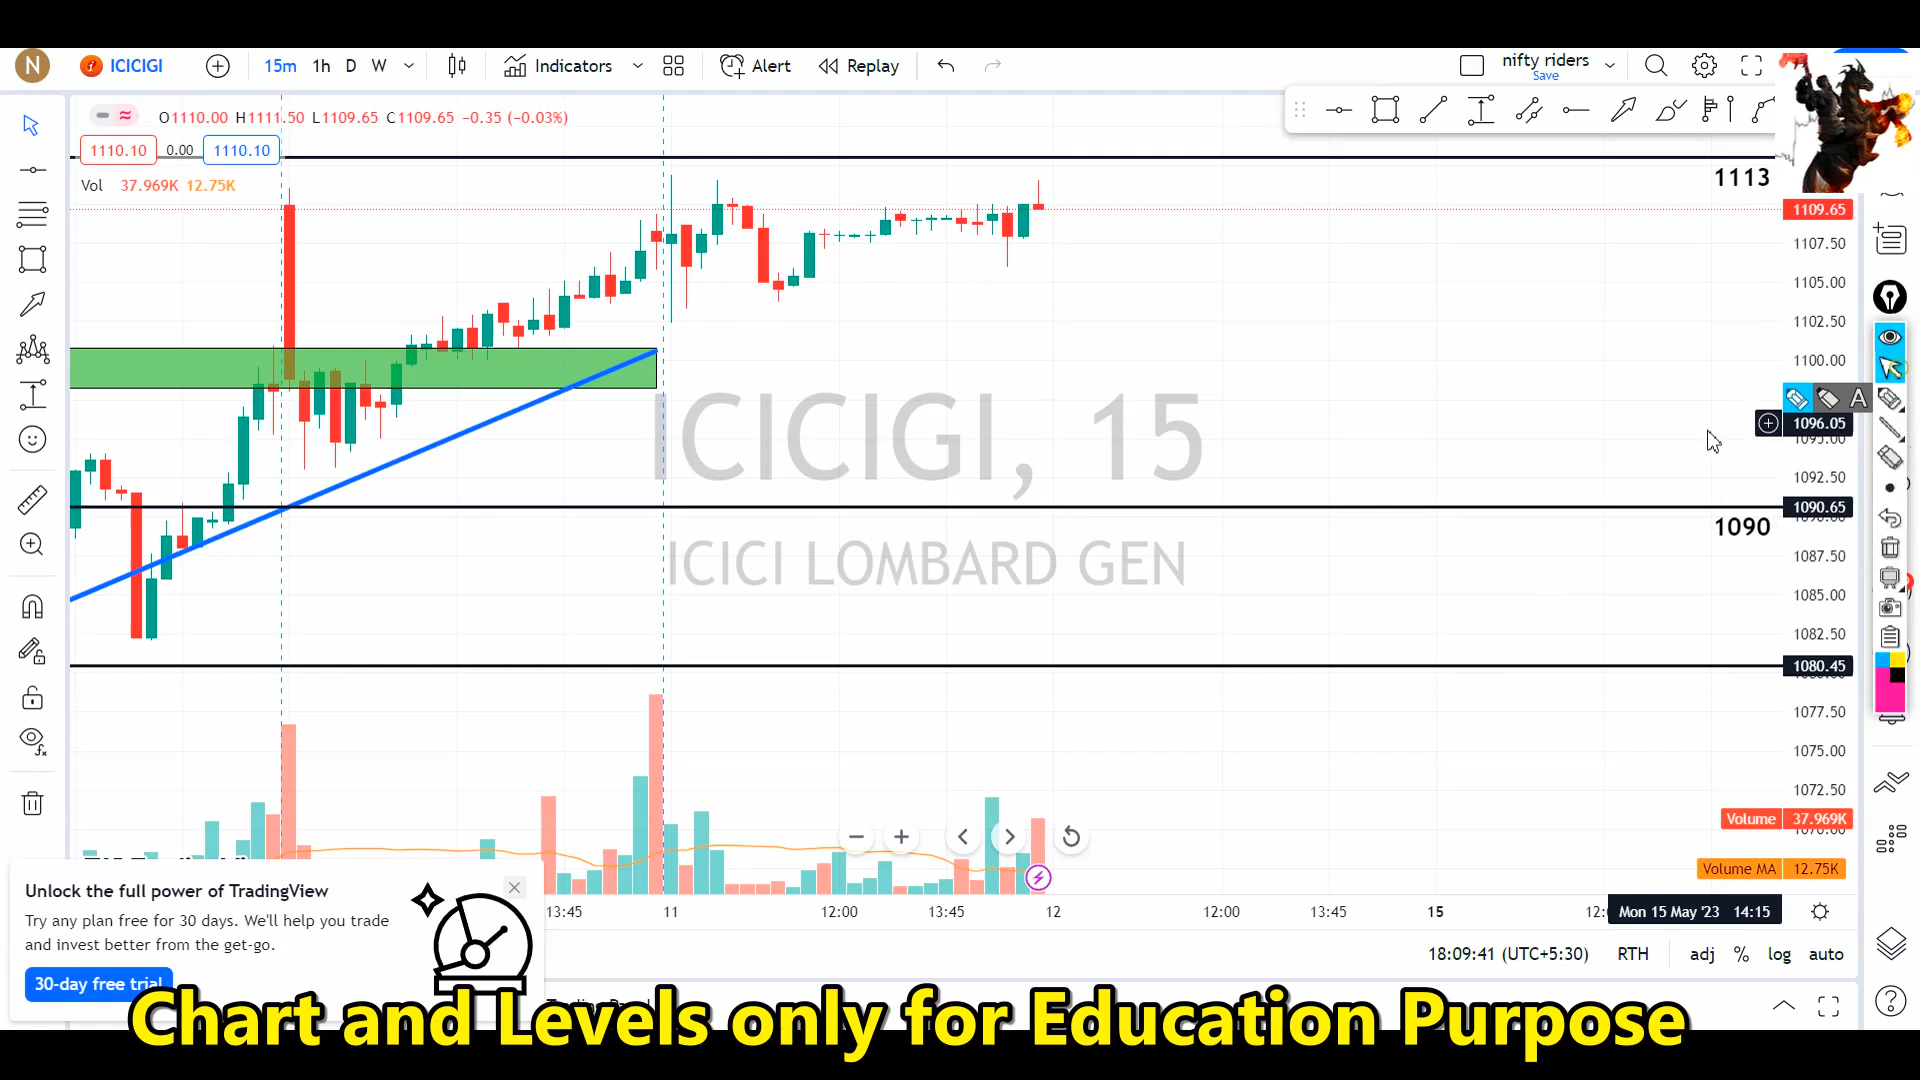 N ICICIGI 15m 1h D W Indicators Alert Replay nifty riders
Save
O1110.00 H1111.50 L1109.65 C1109.65 −0.35 (−0.03%)
1110.10 0.00 1110.10
Vol 37.969K 12.75K
1113
1109.65
1107.50
1105.00
1102.50
1100.00
A
1096.05
1095.00
1092.50
1090.65
1090
1087.50
1085.00
1082.50
1080.45
1077.50
1075.00
1072.50
ICICIGI, 15
ICICI LOMBARD GEN
Volume 37.969K
1070.00
Volume MA 12.75K
13:45 11 12:00 13:45 12 12:00 13:45 15 Mon 15 May '23 14:15
18:09:41 (UTC+5:30) RTH adj % log auto
Unlock the full power of TradingView
Try any plan free for 30 days. We'll help you trade
and invest better from the get-go.
30-day free trial
Chart and Levels only for Education Purpose